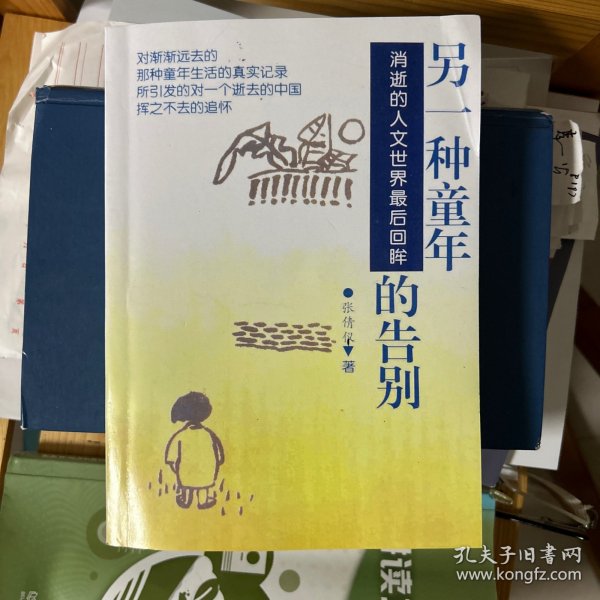 对渐渐远去的
那种童年生活的真实记录
所引发的对一个逝去的中国
挥之不去的追怀
另一种童年的告别
消逝的人文世界最后回眸
张倩仪
著
孔夫子旧书网
www.kongfz.com